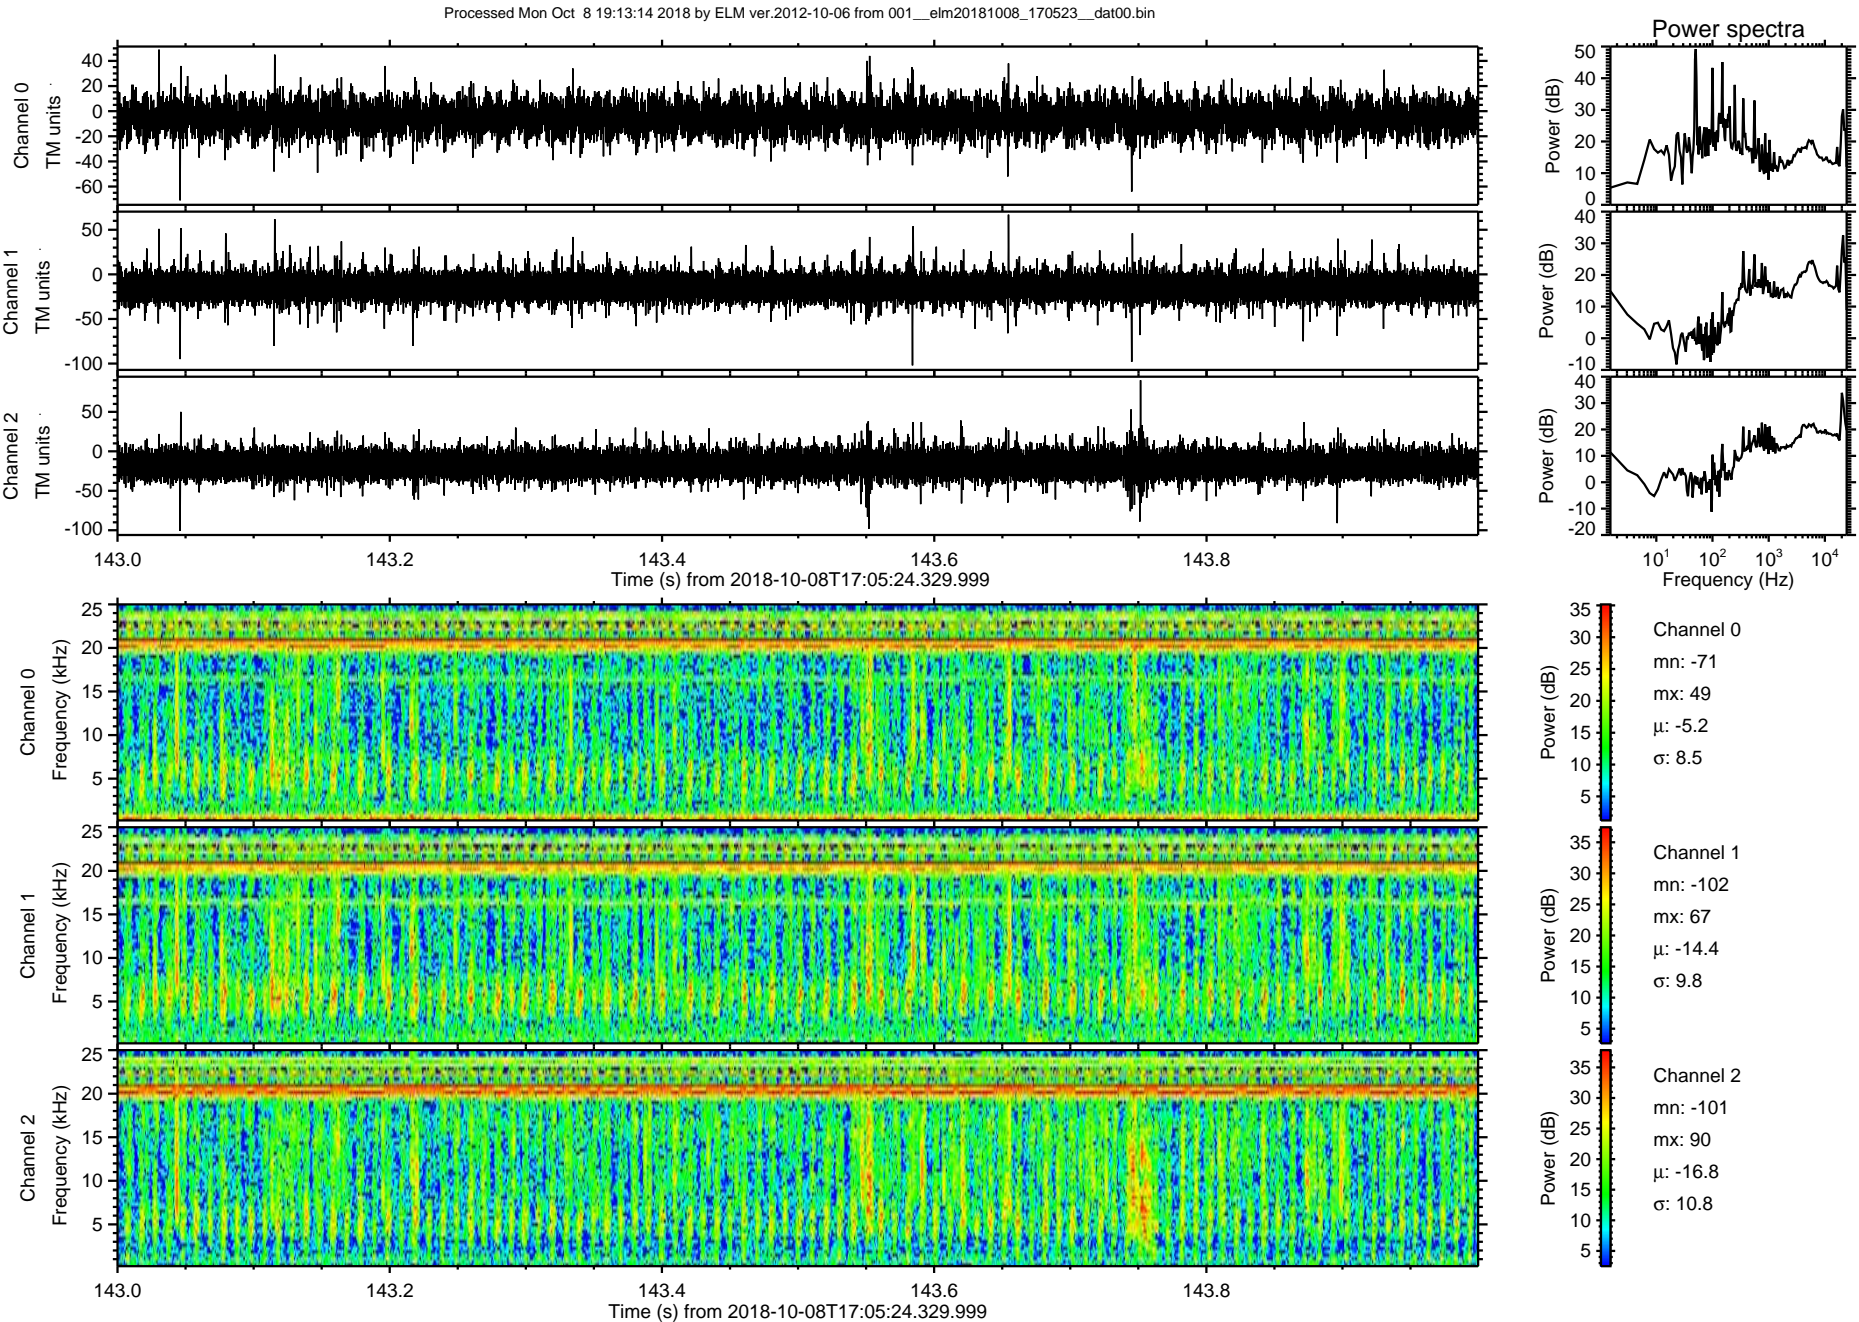 Processed Mon Oct  8 19:13:14 2018 by ELM ver.2012-10-06 from 001__elm20181008_170523__dat00.bin
Power spectra
Channel 0
TM units
40
20
0
-20
-40
-60
Power (dB)
50
40
30
20
10
0
Channel 1
TM units
50
0
-50
-100
Power (dB)
40
30
20
10
0
-10
Channel 2
TM units
50
0
-50
-100
Power (dB)
40
30
20
10
0
-10
-20
143.0
143.2
143.4
143.6
143.8
Time (s) from 2018-10-08T17:05:24.329.999
10^1
10^2
10^3
10^4
Frequency (Hz)
Channel 0
Frequency (kHz)
25
20
15
10
5
Power (dB)
35
30
25
20
15
10
5
Channel 0
mn: -71
mx: 49
μ: -5.2
σ: 8.5
Channel 1
Frequency (kHz)
25
20
15
10
5
Power (dB)
35
30
25
20
15
10
5
Channel 1
mn: -102
mx: 67
μ: -14.4
σ: 9.8
Channel 2
Frequency (kHz)
25
20
15
10
5
Power (dB)
35
30
25
20
15
10
5
Channel 2
mn: -101
mx: 90
μ: -16.8
σ: 10.8
143.0
143.2
143.4
143.6
143.8
Time (s) from 2018-10-08T17:05:24.329.999